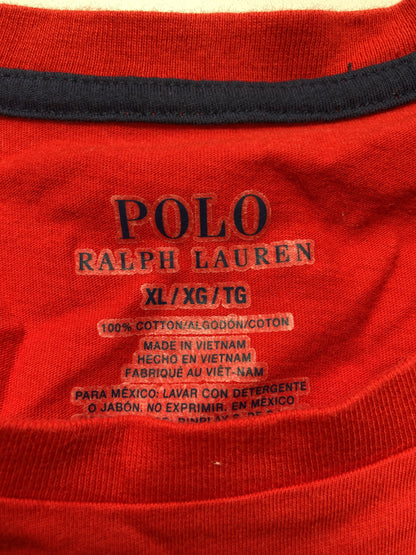 POLO
RALPH LAUREN
XL/XG/TG
100% COTTON/ALGODÓN/COTON
MADE IN VIETNAM
HECHO EN VIETNAM
FABRIQUÉ AU VIÊT-NAM
PARA MÉXICO: LAVAR CON DETERGENTE
O JABÓN. NO EXPRIMIR. EN MÉXICO